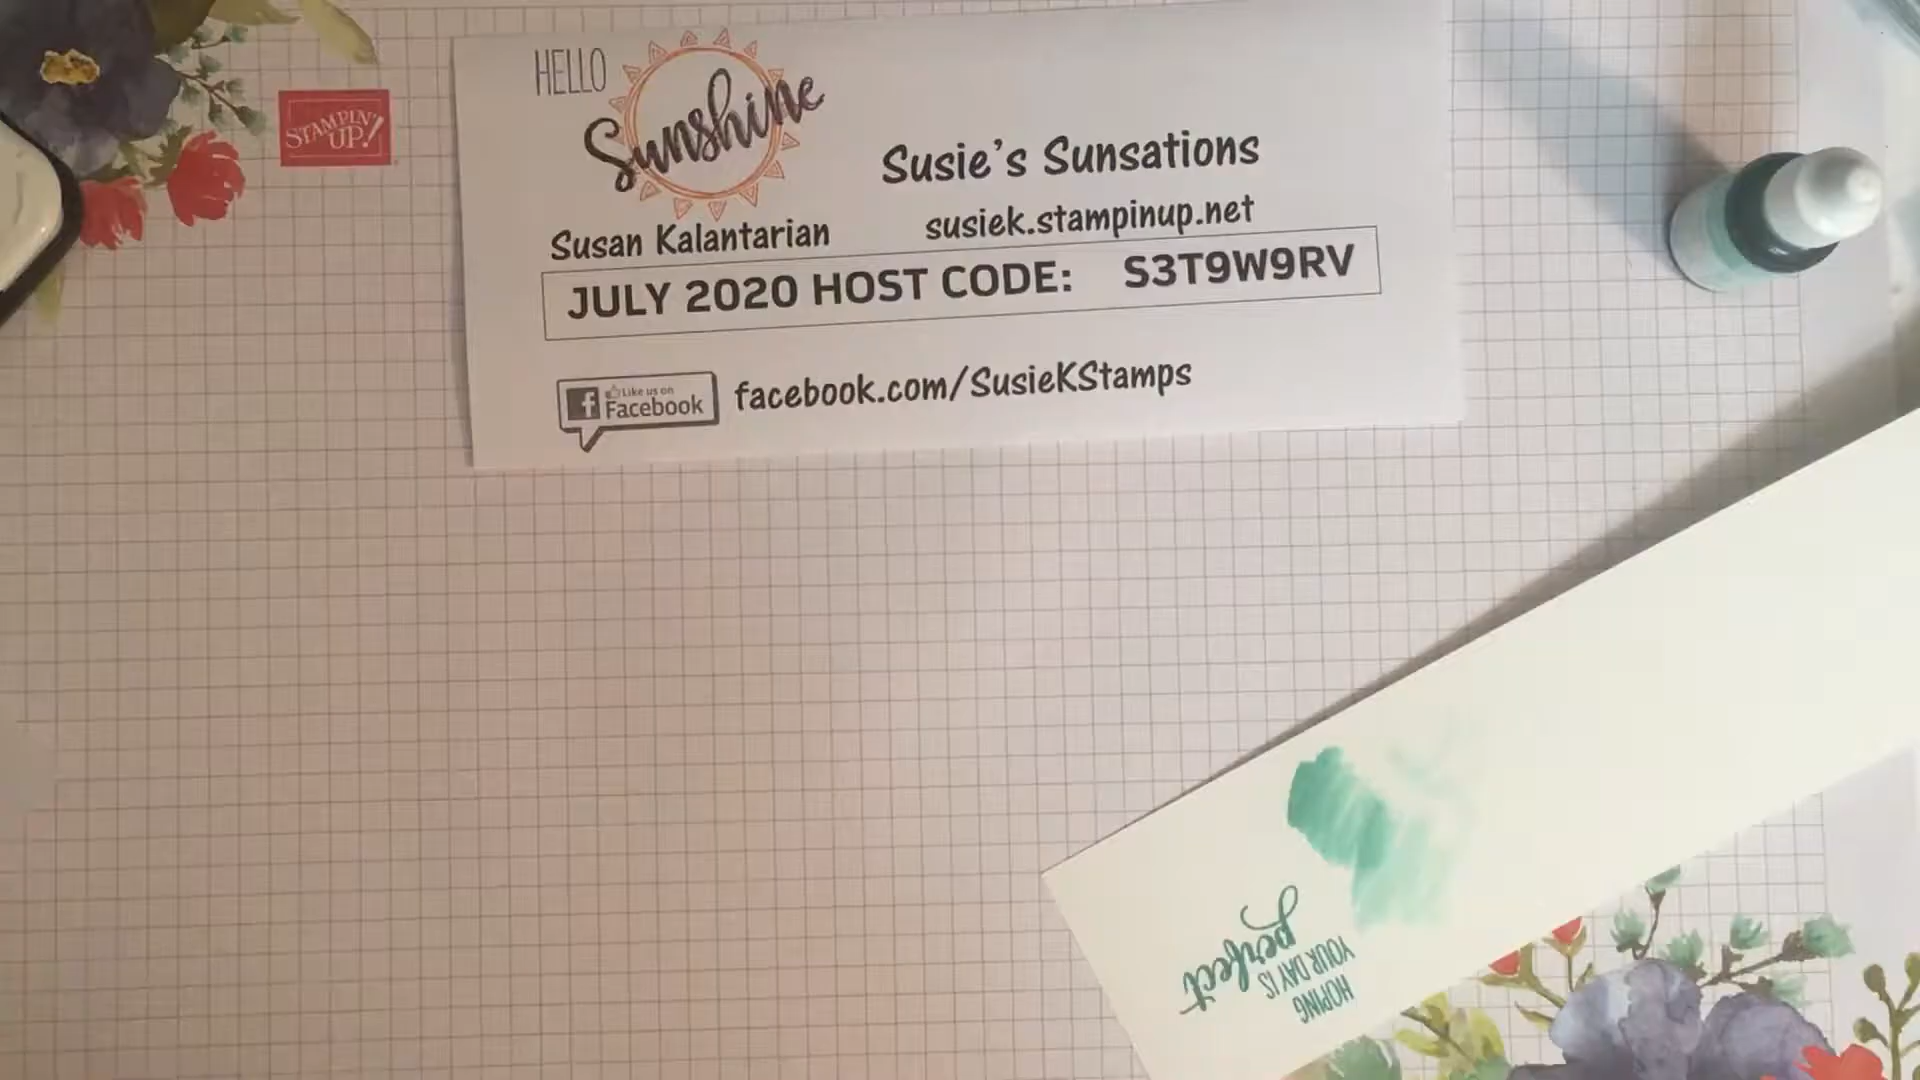 STAMPIN'
UP!
HELLO
Sunshine
Susie's Sunsations
Susan Kalantarian
susiek.stampinup.net
JULY 2020 HOST CODE: S3T9W9RV
Like us on
Facebook
facebook.com/SusieKStamps
HOPING
YOUR DAY IS
perfect